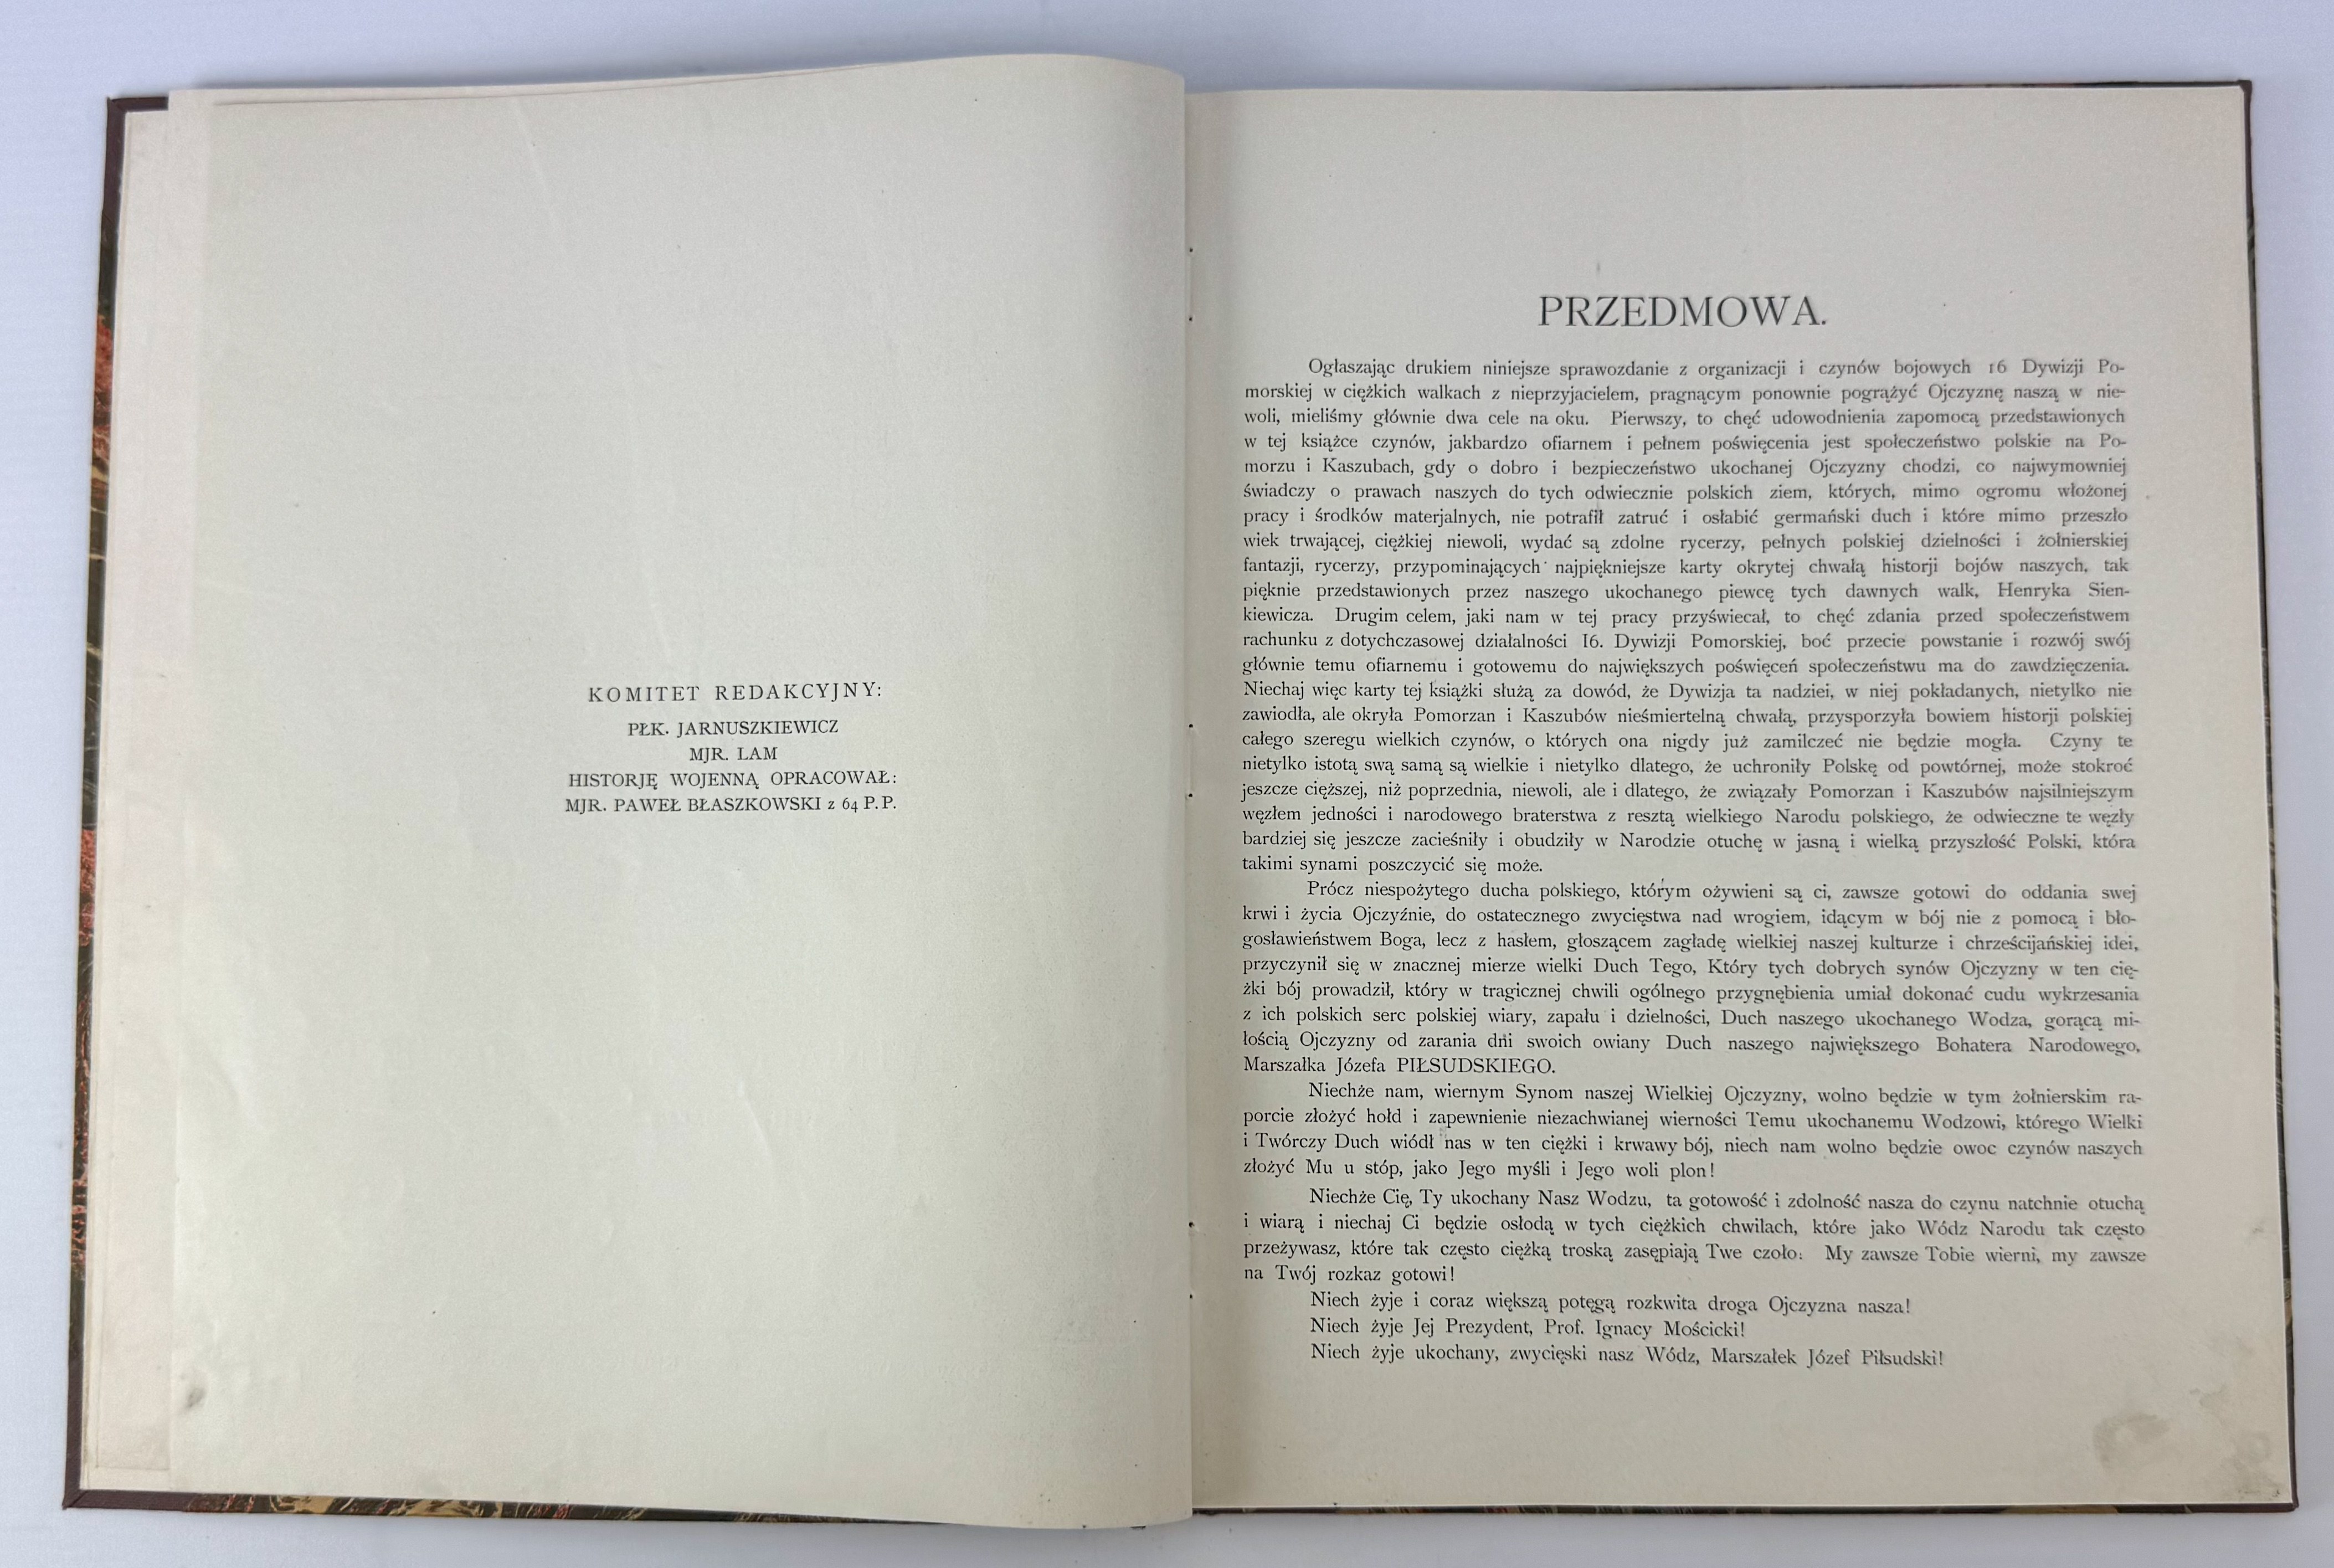 KOMITET REDAKCYJNY:
PŁK. JARNUSZKIEWICZ
MJR. LAM
HISTORJĘ WOJENNĄ OPRACOWAŁ:
MJR. PAWEŁ BŁASZKOWSKI z 64 P.P.
PRZEDMOWA.
Ogłaszając drukiem niniejsze sprawozdanie z organizacji i czynów bojowych 16 Dywizji Po-
morskiej w ciężkich walkach z nieprzyjacielem, pragnącym ponownie pogrążyć Ojczyznę naszą w nie-
woli, mieliśmy głównie dwa cele na oku. Pierwszy, to chęć udowodnienia zapomocą przedstawionych
w tej książce czynów, jakbardzo ofiarnem i pełnem poświęcenia jest społeczeństwo polskie na Po-
morzu i Kaszubach, gdy o dobro i bezpieczeństwo ukochanej Ojczyzny chodzi, co najwymowniej
świadczy o prawach naszych do tych odwiecznie polskich ziem, których, mimo ogromu włożonej
pracy i środków materjalnych, nie potrafił zatruć i osłabić germański duch i które mimo przeszło
wiek trwającej, ciężkiej niewoli, wydać są zdolne rycerzy, pełnych polskiej dzielności i żołnierskiej
fantazji, rycerzy, przypominających najpiękniejsze karty okrytej chwałą historji bojów naszych, tak
pięknie przedstawionych przez naszego ukochanego piewcę tych dawnych walk, Henryka Sien-
kiewicza. Drugim celem, jaki nam w tej pracy przyświecał, to chęć zdania przed społeczeństwem
rachunku z dotychczasowej działalności 16. Dywizji Pomorskiej, boć przecie powstanie i rozwój swój
głównie temu ofiarnemu i gotowemu do największych poświęceń społeczeństwu ma do zawdzięczenia.
Niechaj więc karty tej książki służą za dowód, że Dywizja ta nadziei, w niej pokładanych, nietylko nie
zawiodła, ale okryła Pomorzan i Kaszubów nieśmiertelną chwałą, przysporzyła bowiem historji polskiej
całego szeregu wielkich czynów, o których ona nigdy już zamilczeć nie będzie mogła. Czyny te
nietylko istotą swą samą są wielkie i nietylko dlatego, że uchroniły Polskę od powtórnej, może stokroć
jeszcze cięższej, niż poprzednia, niewoli, ale i dlatego, że związały Pomorzan i Kaszubów najsilniejszym
węzłem jedności i narodowego braterstwa z resztą wielkiego Narodu polskiego, że odwieczne te węzły
bardziej się jeszcze zacieśniły i obudziły w Narodzie otuchę w jasną i wielką przyszłość Polski, która
takimi synami poszczycić się może.
Prócz niespożytego ducha polskiego, którym ożywieni są ci, zawsze gotowi do oddania swej
krwi i życia Ojczyźnie, do ostatecznego zwycięstwa nad wrogiem, idącym w bój nie z pomocą i bło-
gosławieństwem Boga, lecz z hasłem, głoszącem zagładę wielkiej naszej kulturze i chrześcijańskiej idei,
przyczynił się w znacznej mierze wielki Duch Tego, Który tych dobrych synów Ojczyzny w ten cię-
żki bój prowadził, który w tragicznej chwili ogólnego przygnębienia umiał dokonać cudu wykrzesania
z ich polskich serc polskiej wiary, zapału i dzielności, Duch naszego ukochanego Wodza, gorącą mi-
łością Ojczyzny od zarania dni swoich owiany Duch naszego największego Bohatera Narodowego,
Marszałka Józefa PIŁSUDSKIEGO.
Niechże nam, wiernym Synom naszej Wielkiej Ojczyzny, wolno będzie w tym żołnierskim ra-
porcie złożyć hołd i zapewnienie niezachwianej wierności Temu ukochanemu Wodzowi, którego Wielki
i Twórczy Duch wiódł nas w ten ciężki i krwawy bój, niech nam wolno będzie owoc czynów naszych
złożyć Mu u stóp, jako Jego myśli i Jego woli plon!
Niechże Cię, Ty ukochany Nasz Wodzu, ta gotowość i zdolność nasza do czynu natchnie otuchą
i wiarą i niechaj Ci będzie osłodą w tych ciężkich chwilach, które jako Wódz Narodu tak często
przeżywasz, które tak często ciężką troską zasępiają Twe czoło: My zawsze Tobie wierni, my zawsze
na Twój rozkaz gotowi!
Niech żyje i coraz większą potęgą rozkwita droga Ojczyzna nasza!
Niech żyje Jej Prezydent, Prof. Ignacy Mościcki!
Niech żyje ukochany, zwycięski nasz Wódz, Marszałek Józef Piłsudski!